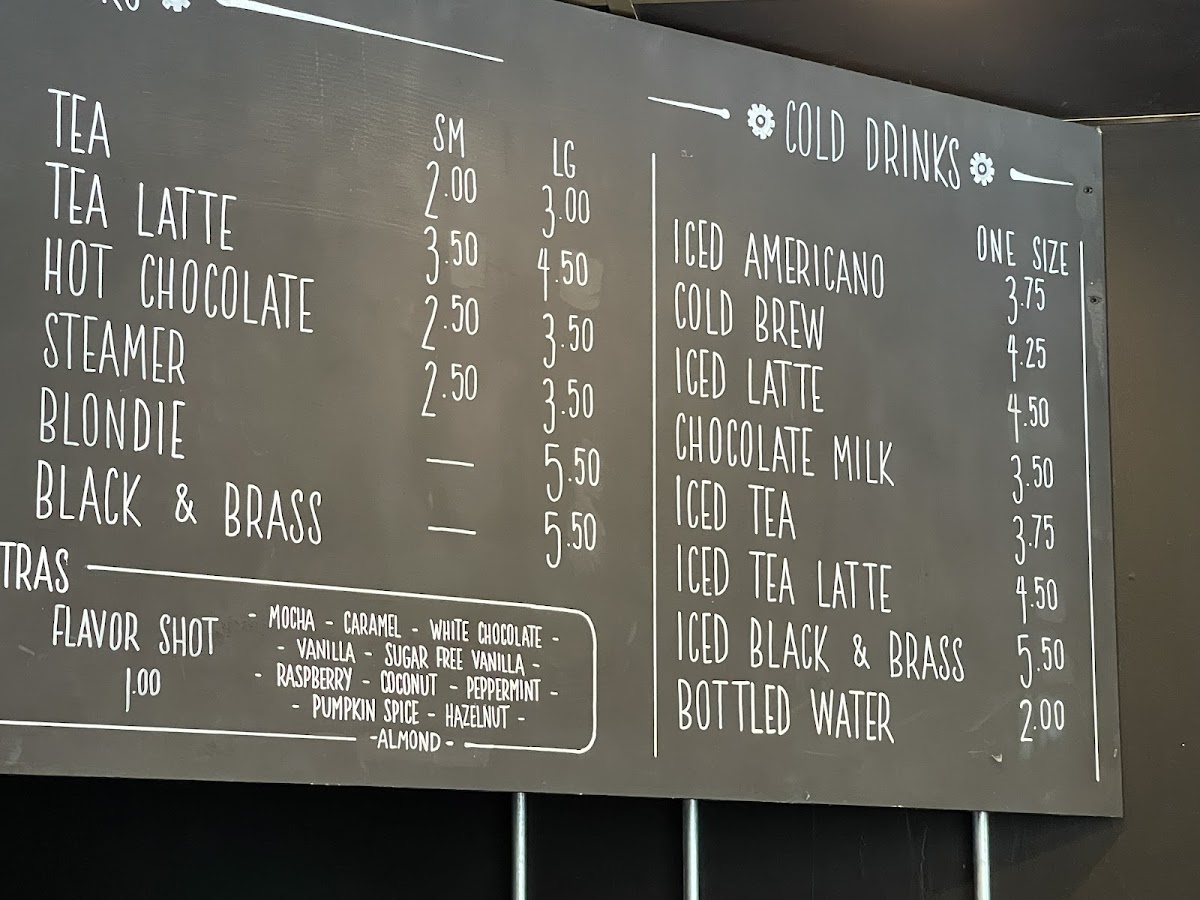 SM LG
TEA 2.00 3.00
TEA LATTE 3.50 4.50
HOT CHOCOLATE 2.50 3.50
STEAMER 2.50 3.50
BLONDIE — 5.50
BLACK & BRASS — 5.50
TRAS
FLAVOR SHOT
1.00
- MOCHA - CARAMEL - WHITE CHOCOLATE -
- VANILLA - SUGAR FREE VANILLA -
- RASPBERRY - COCONUT - PEPPERMINT -
- PUMPKIN SPICE - HAZELNUT -
-ALMOND-
COLD DRINKS
ONE SIZE
ICED AMERICANO 3.75
COLD BREW 4.25
ICED LATTE 4.50
CHOCOLATE MILK 3.50
ICED TEA 3.75
ICED TEA LATTE 4.50
ICED BLACK & BRASS 5.50
BOTTLED WATER 2.00